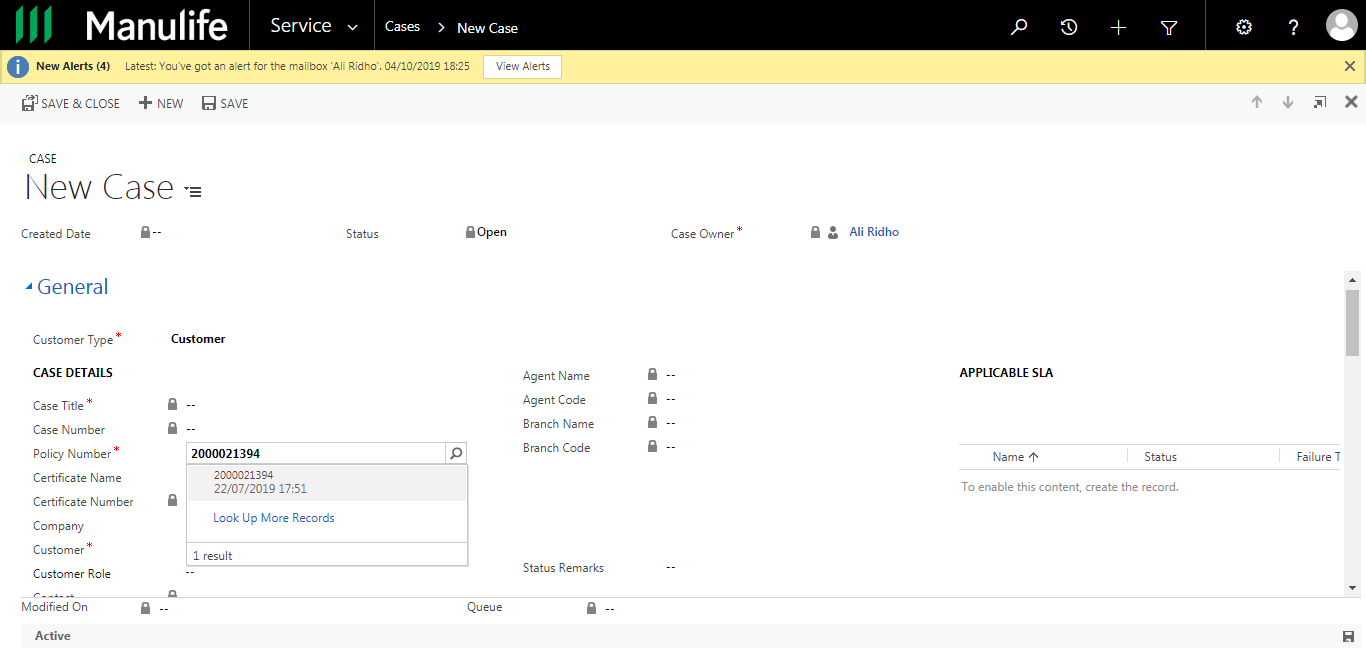 Manulife Service Cases > New Case ?
New Alerts (4) Latest: You've got an alert for the mailbox 'Ali Ridho'. 04/10/2019 18:25 View Alerts
SAVE & CLOSE NEW SAVE
CASE
New Case
Created Date -- Status Open Case Owner* Ali Ridho
General
Customer Type* Customer
CASE DETAILS
Case Title* --
Case Number --
Policy Number* 2000021394
2000021394
22/07/2019 17:51
Look Up More Records
1 result
Certificate Name
Certificate Number
Company
Customer*
Customer Role --
Contact
Agent Name --
Agent Code --
Branch Name --
Branch Code --
Status Remarks --
APPLICABLE SLA
Name Status Failure T
To enable this content, create the record.
Modified On -- Queue --
Active